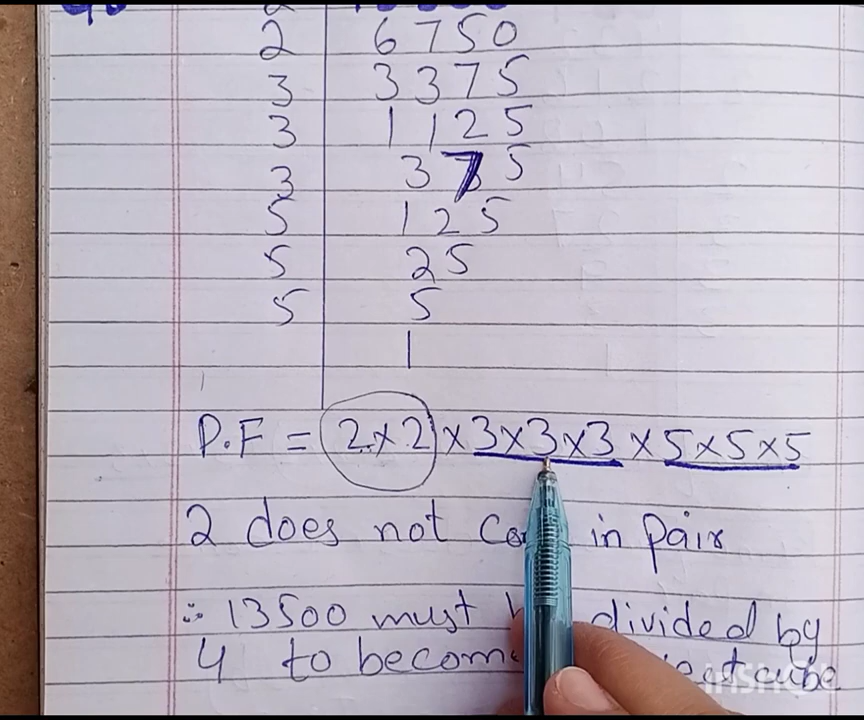 2 6750
3 3375
3 1125
3 375
5 125
5 25
5 5
1
P.F = 2×2 × 3×3×3 × 5×5×5
2 does not in pair
∴ 13500 must divided by
4 to cube